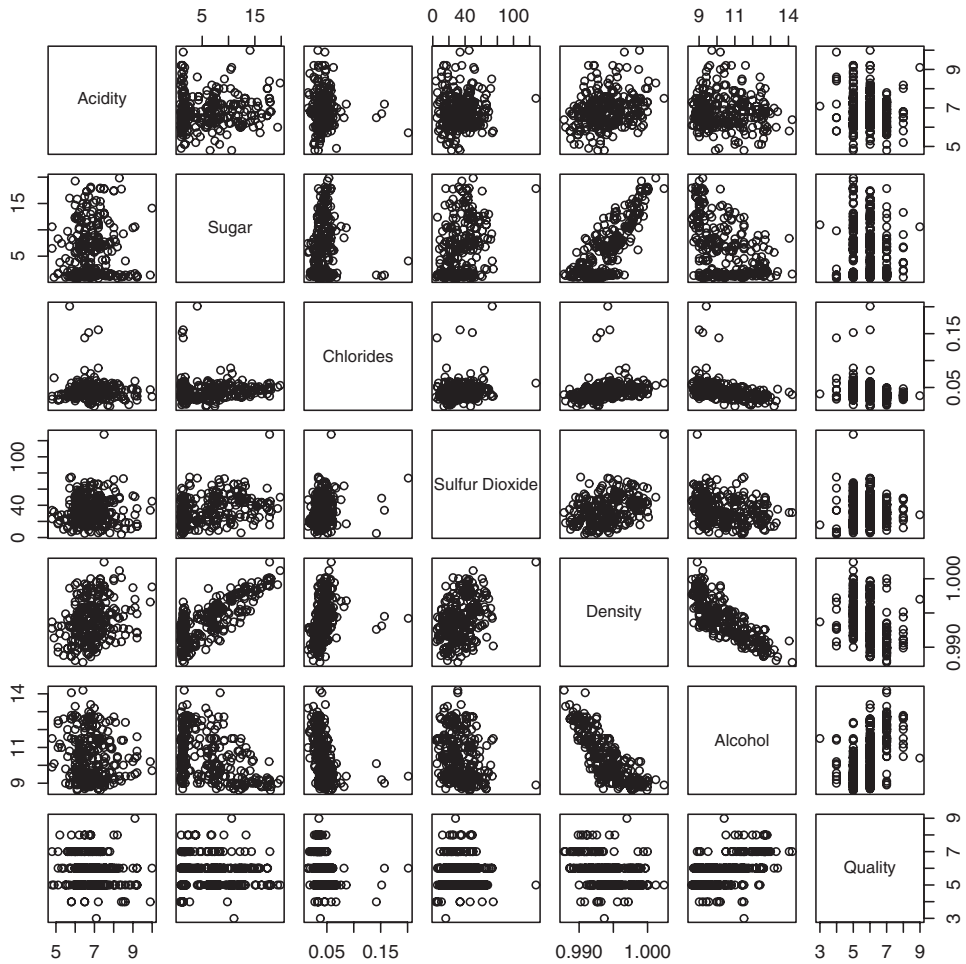 5 15 0 40 100 9 11 14
Acidity
5 7 9
5 15
Sugar
Chlorides
0.05 0.15
0 40 100
Sulfur Dioxide
Density
0.990 1.000
9 11 14
Alcohol
Quality
3 5 7 9
5 7 9 0.05 0.15 0.990 1.000 3 5 7 9